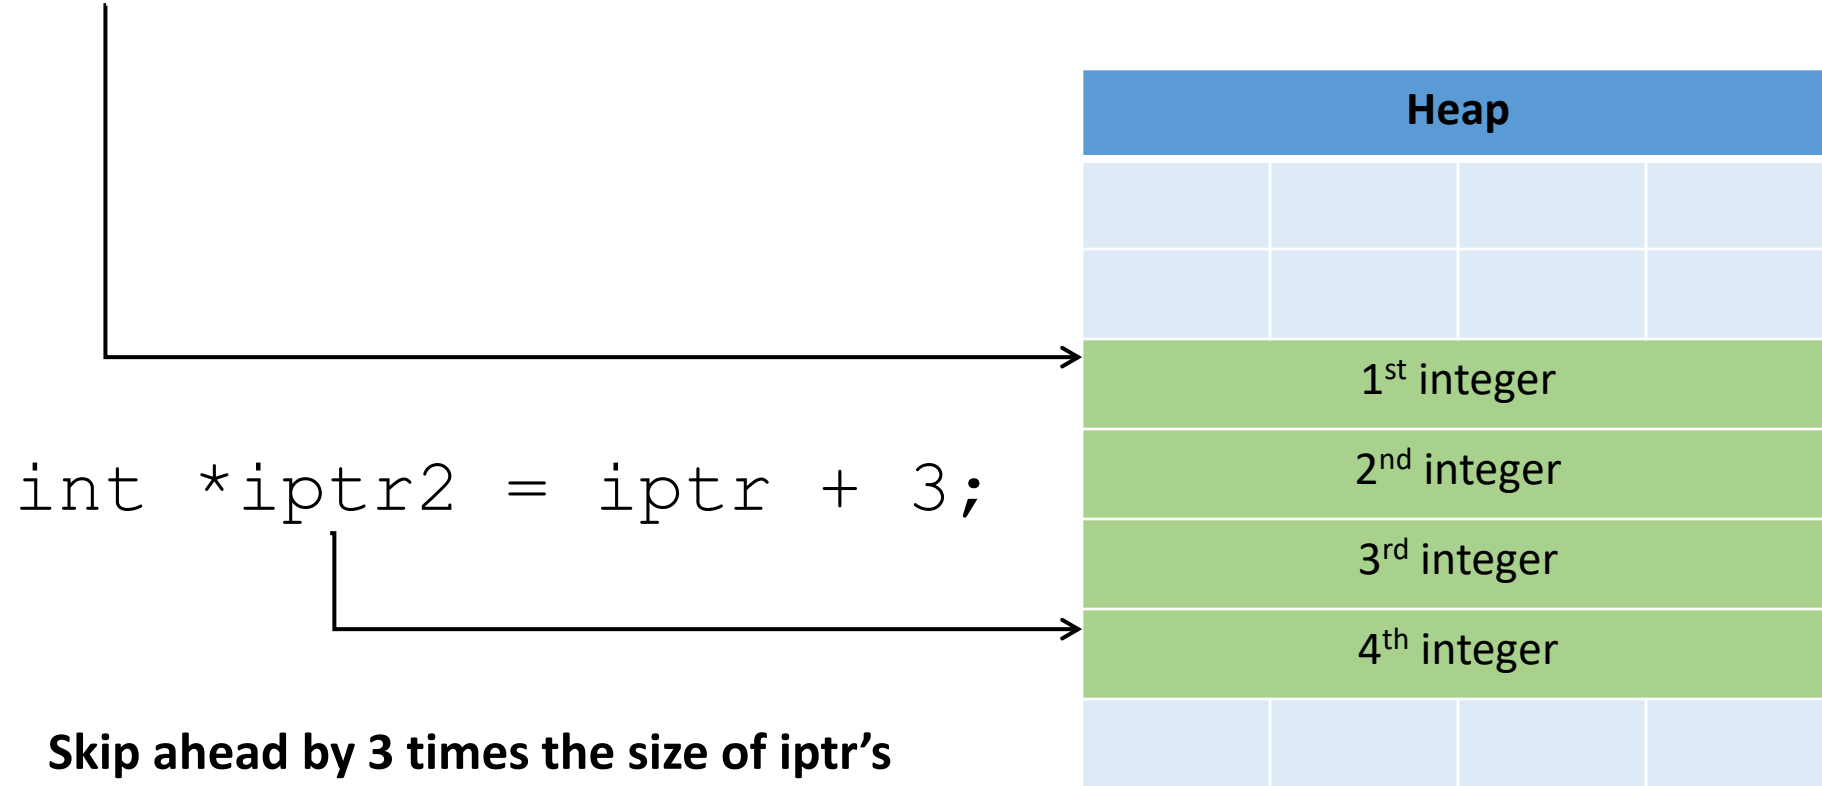 Heap
1st integer
int *iptr2 = iptr + 3;
2nd integer
3rd integer
4th integer
Skip ahead by 3 times the size of iptr’s